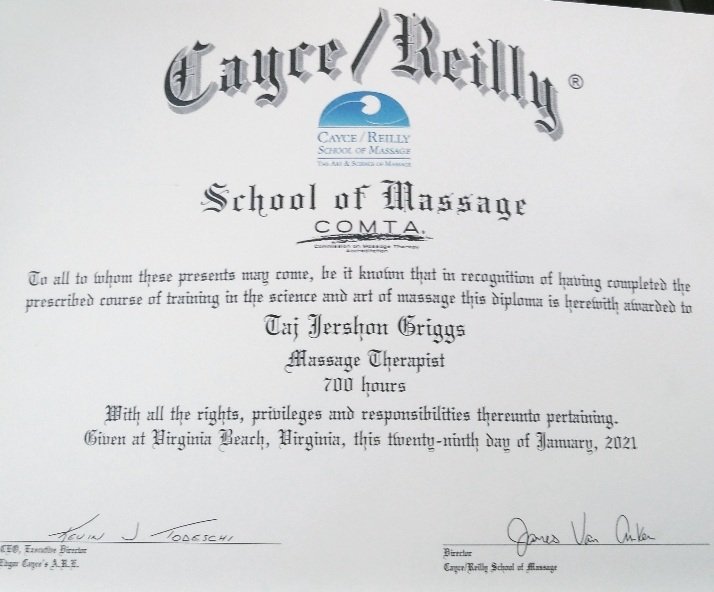 Cayce/Reilly®
CAYCE/REILLY
SCHOOL OF MASSAGE
THE ART & SCIENCE OF MASSAGE
School of Massage
COMTA.
Commission on Massage Therapy
Accreditation
To all to whom these presents may come, be it known that in recognition of having completed the
prescribed course of training in the science and art of massage this diploma is herewith awarded to
Taj Jershon Griggs
Massage Therapist
700 hours
With all the rights, privileges and responsibilities thereunto pertaining.
Given at Virginia Beach, Virginia, this twenty-ninth day of January, 2021
Kevin J Todeschi
CEO, Executive Director
Edgar Cayce's A.R.E.
James Van Auken
Director
Cayce/Reilly School of Massage